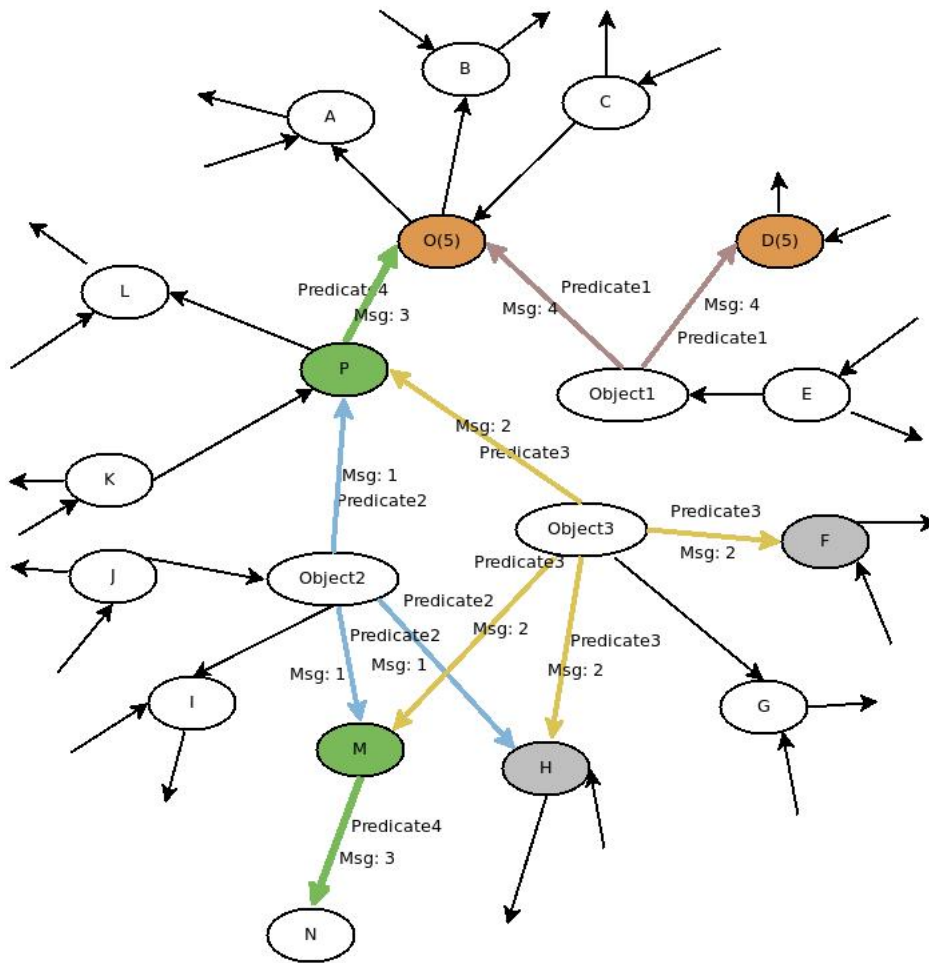 B
C
A
O(5)
D(5)
L
Predicate4
Predicate1
Msg: 4
Msg: 4
Msg: 3
Predicate1
P
Object1
E
Msg: 2
Predicate3
K
Msg: 1
Predicate2
Predicate3
Object3
F
Msg: 2
Predicate3
J
Object2
Predicate2
Msg: 2
Predicate2
Predicate3
Msg: 1
Msg: 1
Msg: 2
I
G
M
H
Predicate4
Msg: 3
N